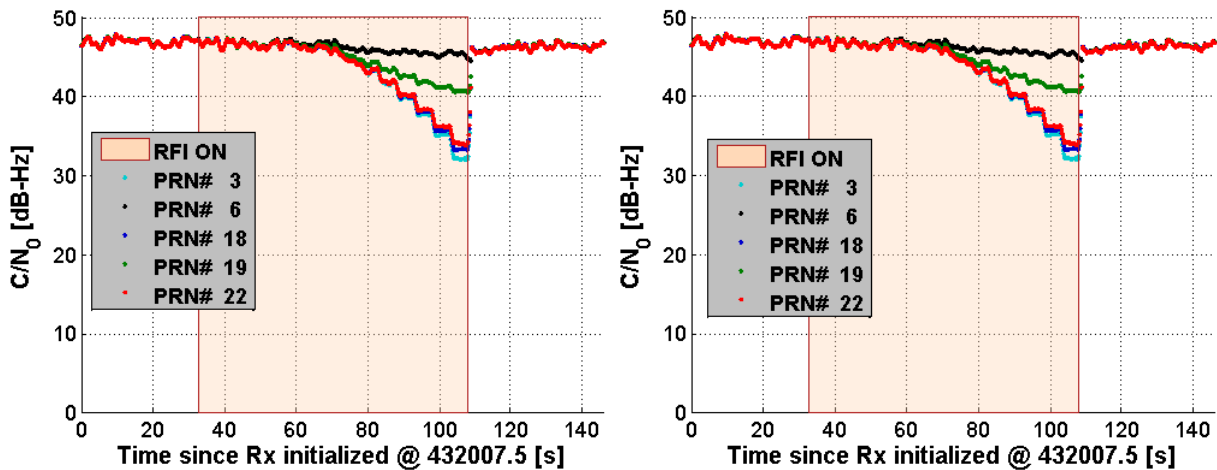 C/N0 [dB-Hz]
50
40
30
20
10
0
RFI ON
PRN# 3
PRN# 6
PRN# 18
PRN# 19
PRN# 22
0 20 40 60 80 100 120 140
Time since Rx initialized @ 432007.5 [s]
C/N0 [dB-Hz]
50
40
30
20
10
0
RFI ON
PRN# 3
PRN# 6
PRN# 18
PRN# 19
PRN# 22
0 20 40 60 80 100 120 140
Time since Rx initialized @ 432007.5 [s]